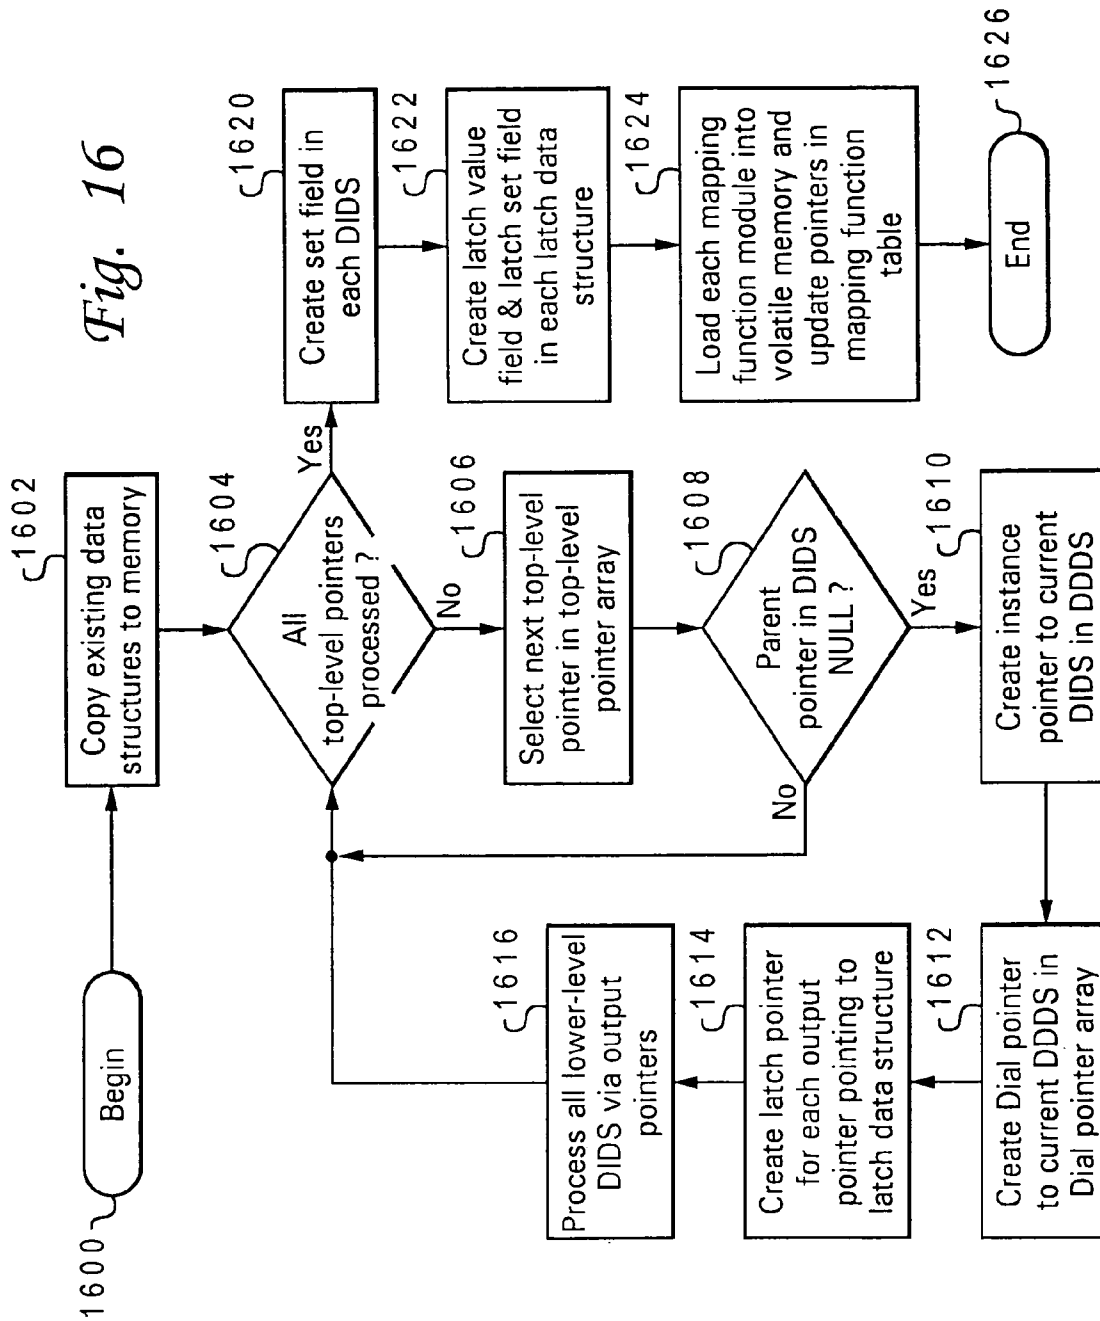 Fig. 16
1600
Begin
1602
Copy existing data
structures to memory
1604
All
top-level pointers
processed ?
Yes
No
1606
Select next top-level
pointer in top-level
pointer array
1608
Parent
pointer in DIDS
NULL ?
No
Yes
1610
Create instance
pointer to current
DIDS in DDDS
1612
Create Dial pointer
to current DDDS in
Dial pointer array
1614
Create latch pointer
for each output
pointer pointing to
latch data structure
1616
Process all lower-level
DIDS via output
pointers
1620
Create set field in
each DIDS
1622
Create latch value
field & latch set field
in each latch data
structure
1624
Load each mapping
function module into
volatile memory and
update pointers in
mapping function
table
End
1626